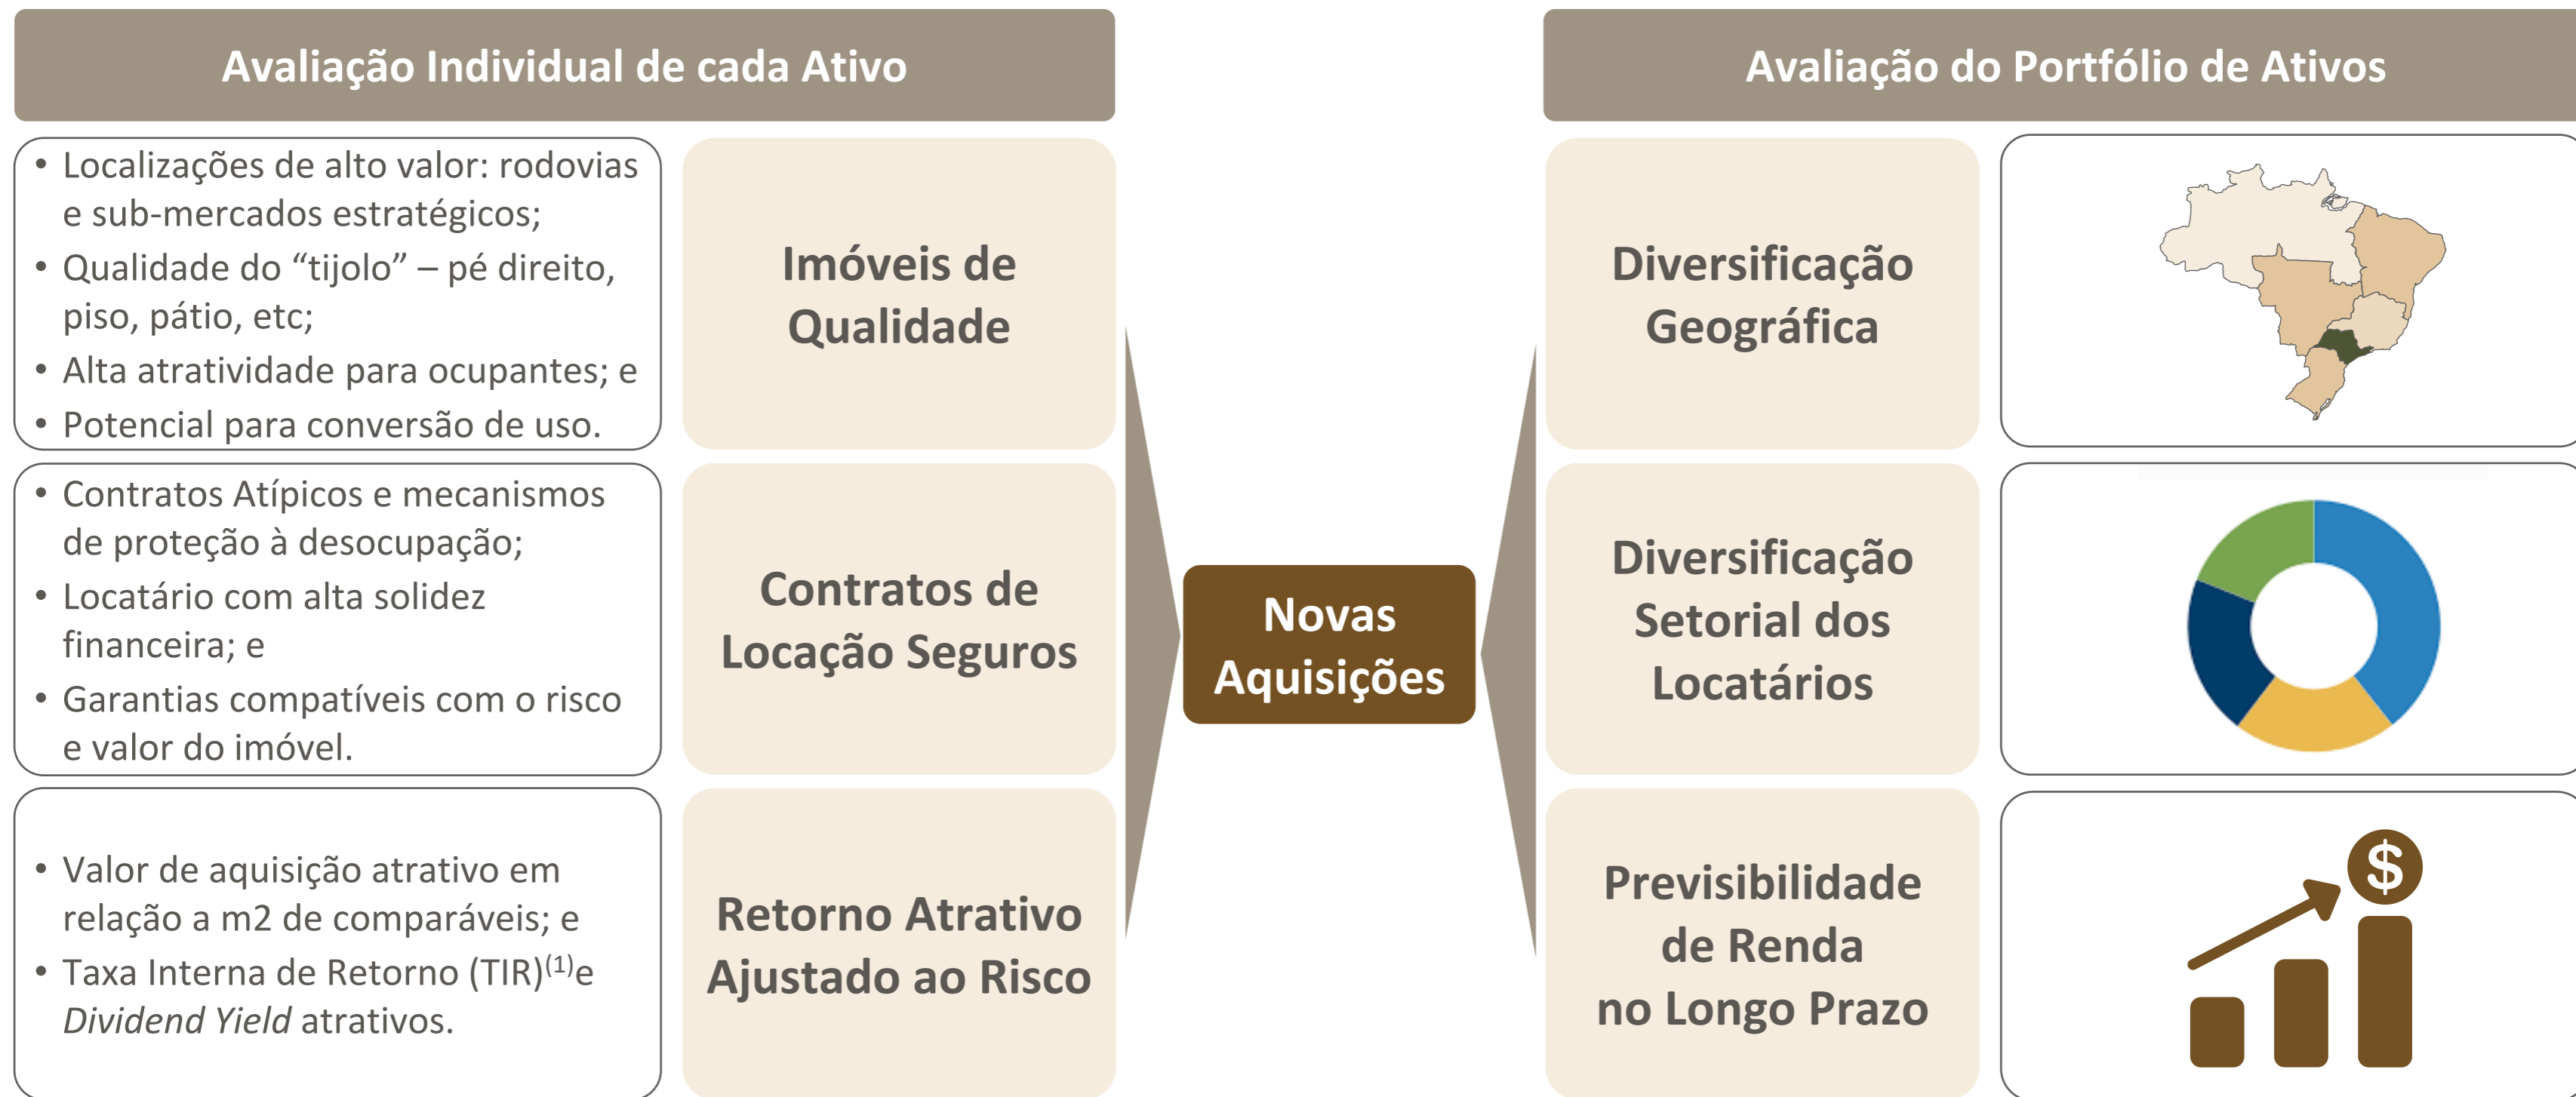 Avaliação Individual de cada Ativo
• Localizações de alto valor: rodovias
e sub-mercados estratégicos;
• Qualidade do “tijolo” – pé direito,
piso, pátio, etc;
• Alta atratividade para ocupantes; e
• Potencial para conversão de uso.
Imóveis de
Qualidade
• Contratos Atípicos e mecanismos
de proteção à desocupação;
• Locatário com alta solidez
financeira; e
• Garantias compatíveis com o risco
e valor do imóvel.
Contratos de
Locação Seguros
• Valor de aquisição atrativo em
relação a m2 de comparáveis; e
• Taxa Interna de Retorno (TIR)⁽¹⁾e
Dividend Yield atrativos.
Retorno Atrativo
Ajustado ao Risco
Novas
Aquisições
Avaliação do Portfólio de Ativos
Diversificação
Geográfica
Diversificação
Setorial dos
Locatários
Previsibilidade
de Renda
no Longo Prazo
$